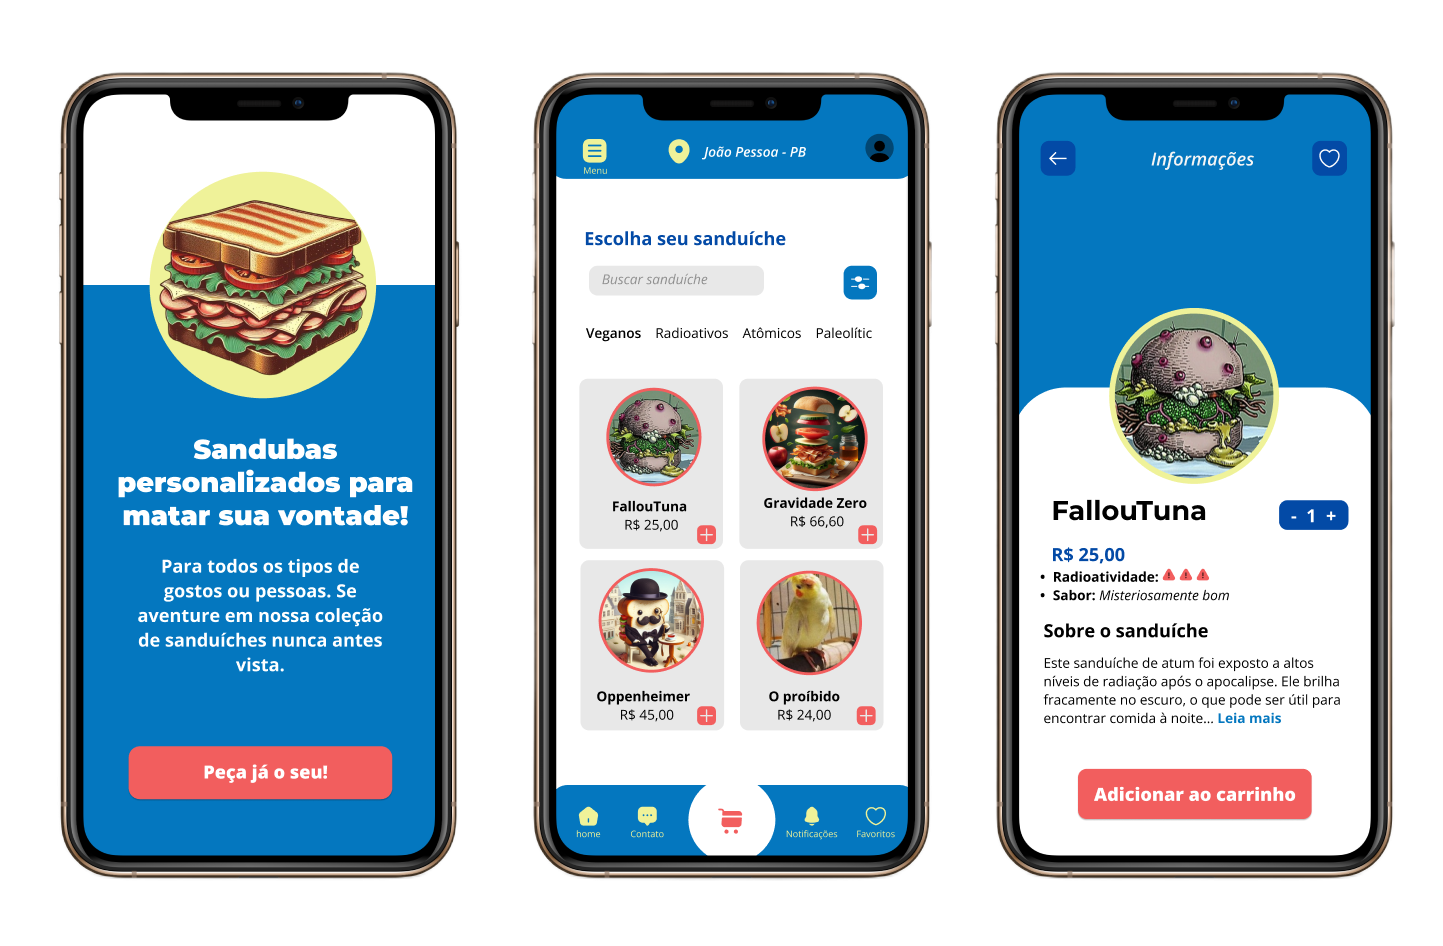 Sandubas
personalizados para
matar sua vontade!
Para todos os tipos de
gostos ou pessoas. Se
aventure em nossa coleção
de sanduíches nunca antes
vista.
Peça já o seu!
Menu
João Pessoa - PB
Escolha seu sanduíche
Buscar sanduíche
Veganos Radioativos Atômicos Paleolític
FallouTuna
R$ 25,00
Gravidade Zero
R$ 66,60
Oppenheimer
R$ 45,00
O proíbido
R$ 24,00
home Contato Notificações Favoritos
Informações
FallouTuna
- 1 +
R$ 25,00
• Radioatividade:
• Sabor: Misteriosamente bom
Sobre o sanduíche
Este sanduíche de atum foi exposto a altos
níveis de radiação após o apocalipse. Ele brilha
fracamente no escuro, o que pode ser útil para
encontrar comida à noite... Leia mais
Adicionar ao carrinho